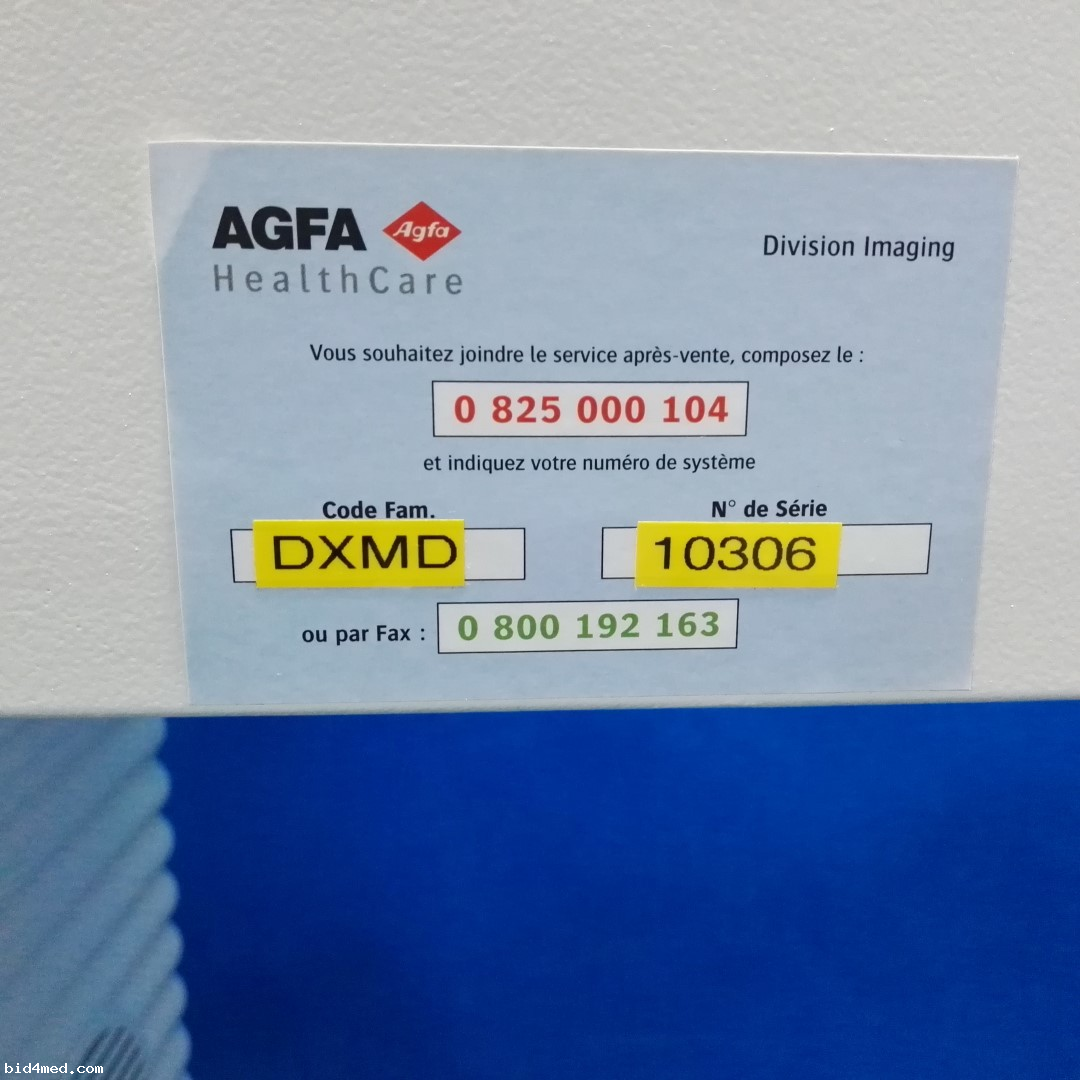 AGFA Agfa
HealthCare
Division Imaging
Vous souhaitez joindre le service après-vente, composez le :
0 825 000 104
et indiquez votre numéro de système
Code Fam. N° de Série
DXMD 10306
ou par Fax : 0 800 192 163
bid4med.com